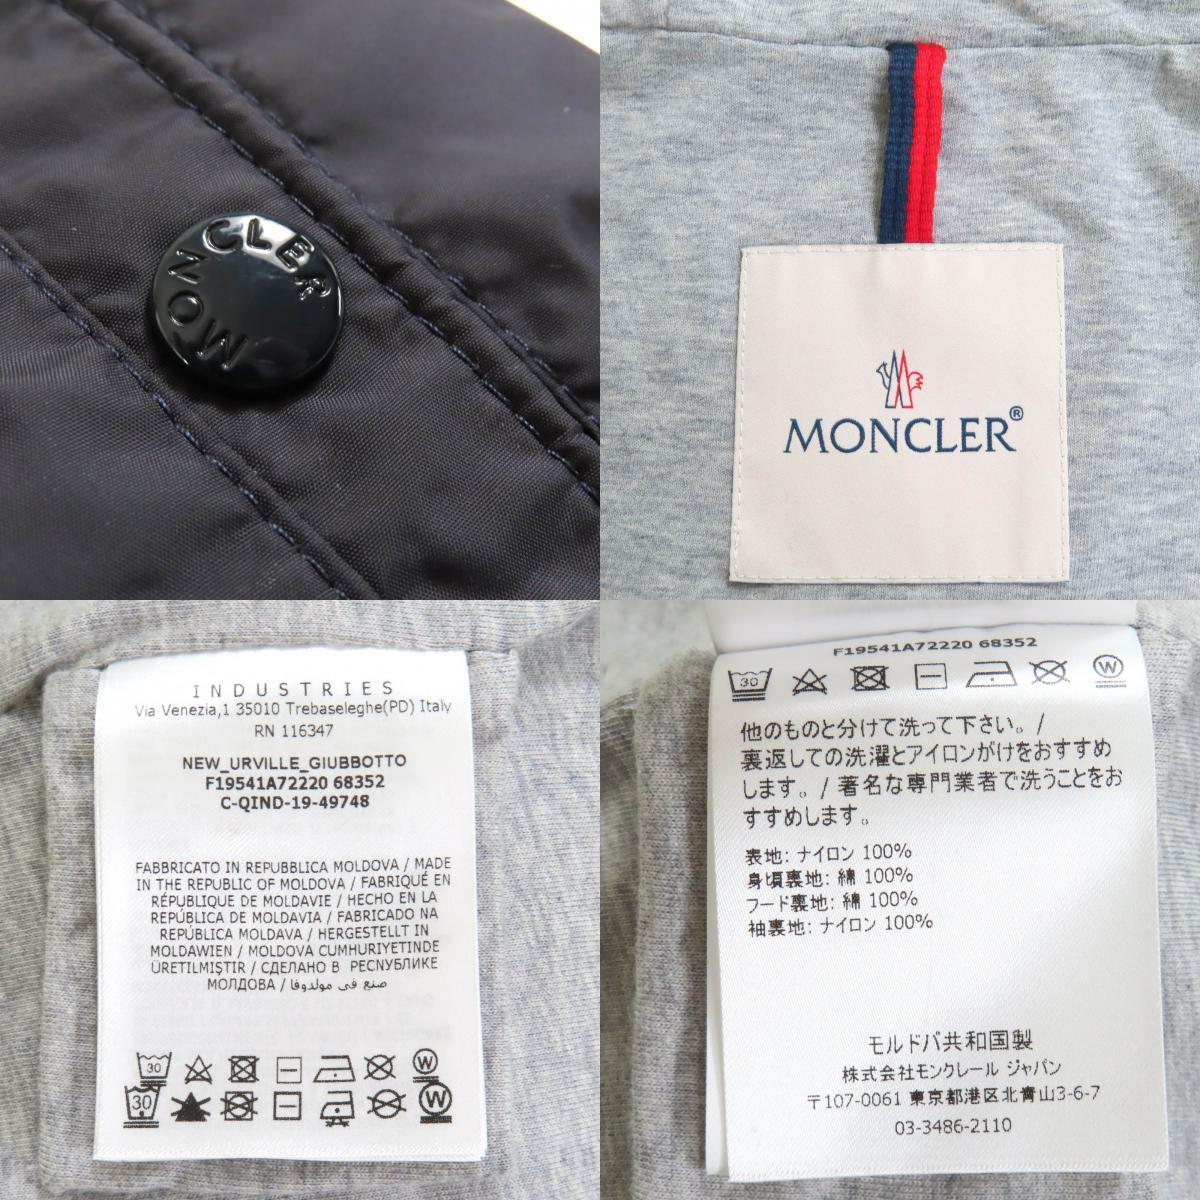 MONCLER
MONCLER®
INDUSTRIES
Via Venezia,1 35010 Trebaseleghe(PD) Italy
RN 116347
NEW_URVILLE_GIUBBOTTO
F19541A72220 68352
C-QIND-19-49748
FABBRICATO IN REPUBBLICA MOLDOVA / MADE
IN THE REPUBLIC OF MOLDOVA / FABRIQUÉ EN
RÉPUBLIQUE DE MOLDAVIE / HECHO EN LA
REPÚBLICA DE MOLDAVIA / FABRICADO NA
REPÚBLICA MOLDAVA / HERGESTELLT IN
MOLDAWIEN / MOLDOVA CUMHURIYETINDE
ÜRETILMIŞTIR / СДЕЛАНО В РЕСПУБЛИКЕ
МОЛДОВА / صنع في مولدوفا
30 W
30 W
F19541A72220 68352
30 W
他のものと分けて洗って下さい。/
裏返しての洗濯とアイロンがけをおすすめ
します。/ 著名な専門業者で洗うことをお
すすめします。
表地: ナイロン 100%
身頃裏地: 綿 100%
フード裏地: 綿 100%
袖裏地: ナイロン 100%
モルドバ共和国製
株式会社モンクレール ジャパン
〒107-0061 東京都港区北青山3-6-7
03-3486-2110